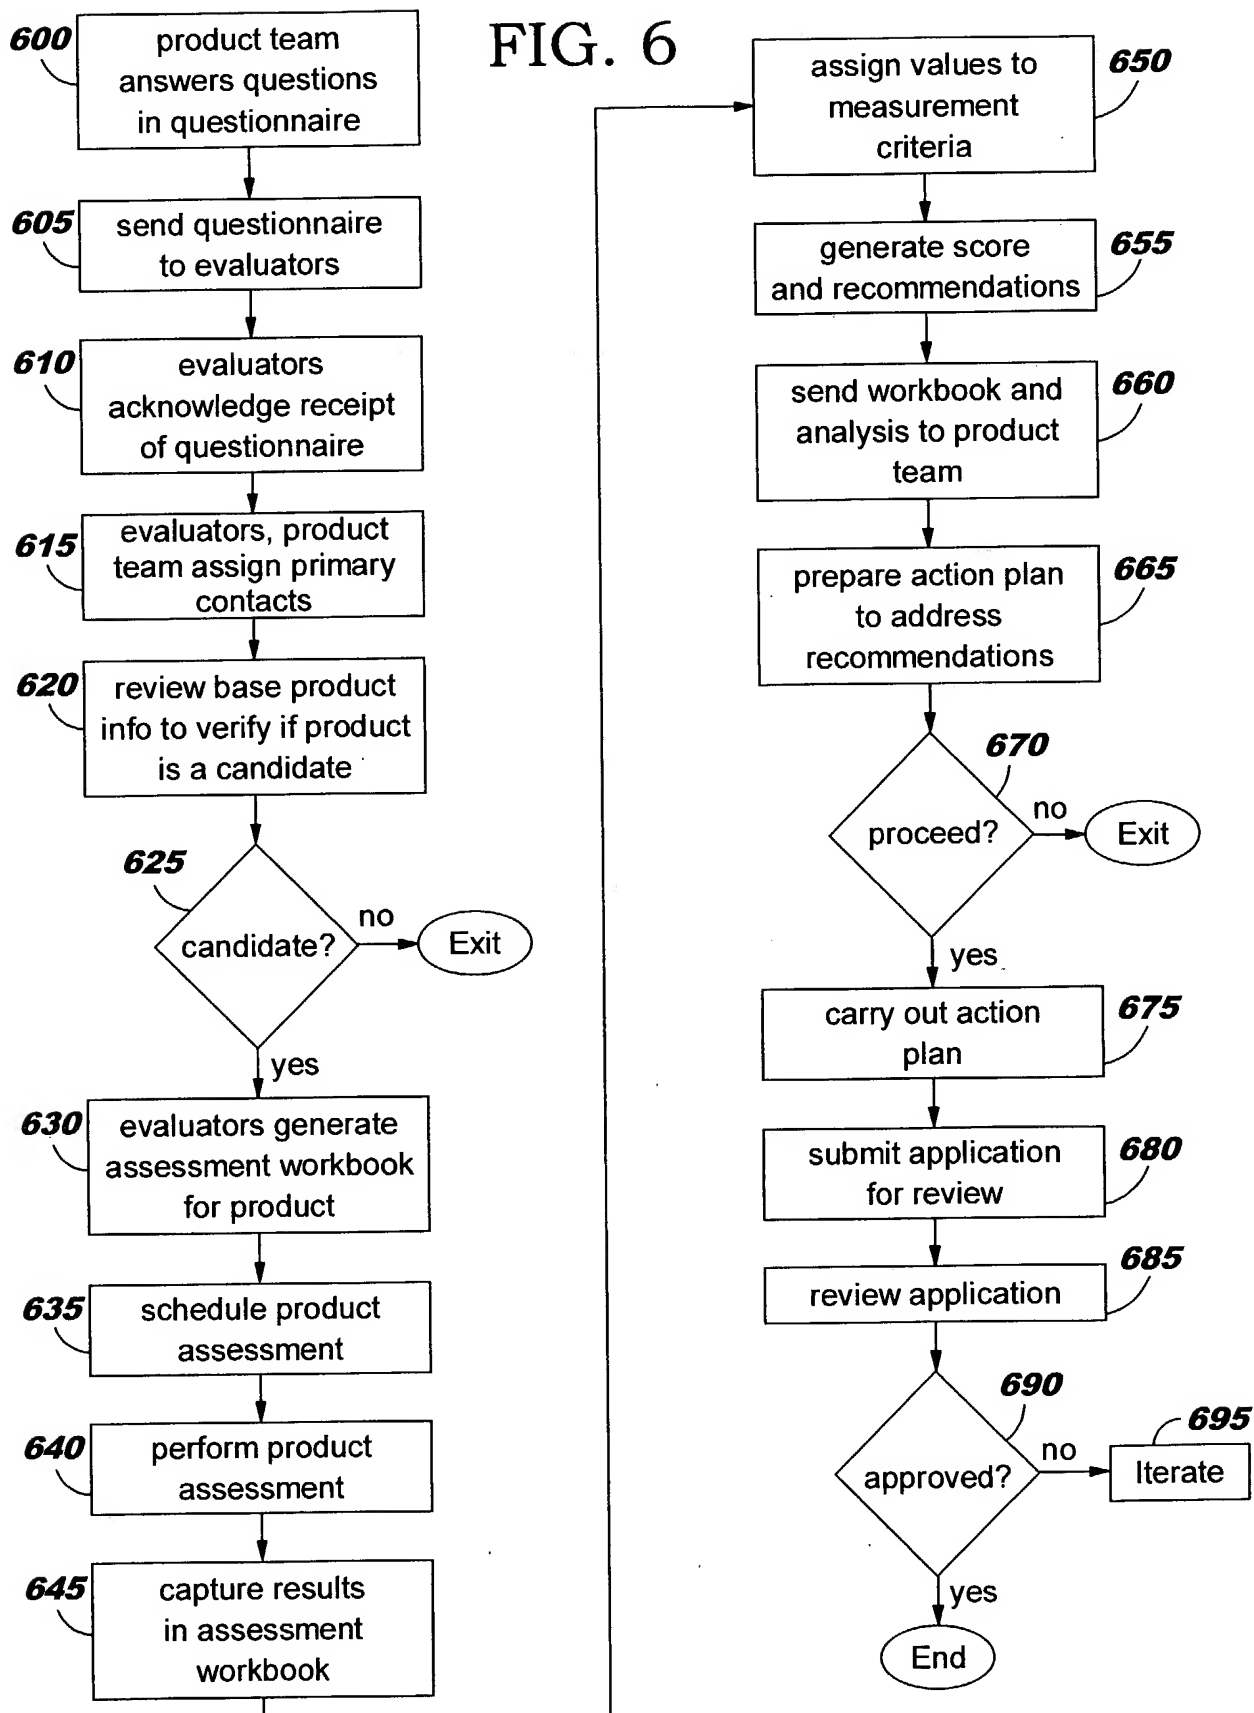 FIG. 6
600
product team
answers questions
in questionnaire
605
send questionnaire
to evaluators
610
evaluators
acknowledge receipt
of questionnaire
615
evaluators, product
team assign primary
contacts
620
review base product
info to verify if product
is a candidate
625
candidate?
no
Exit
yes
630
evaluators generate
assessment workbook
for product
635
schedule product
assessment
640
perform product
assessment
645
capture results
in assessment
workbook
650
assign values to
measurement
criteria
655
generate score
and recommendations
660
send workbook and
analysis to product
team
665
prepare action plan
to address
recommendations
670
proceed?
no
Exit
yes
675
carry out action
plan
680
submit application
for review
685
review application
690
approved?
no
695
Iterate
yes
End